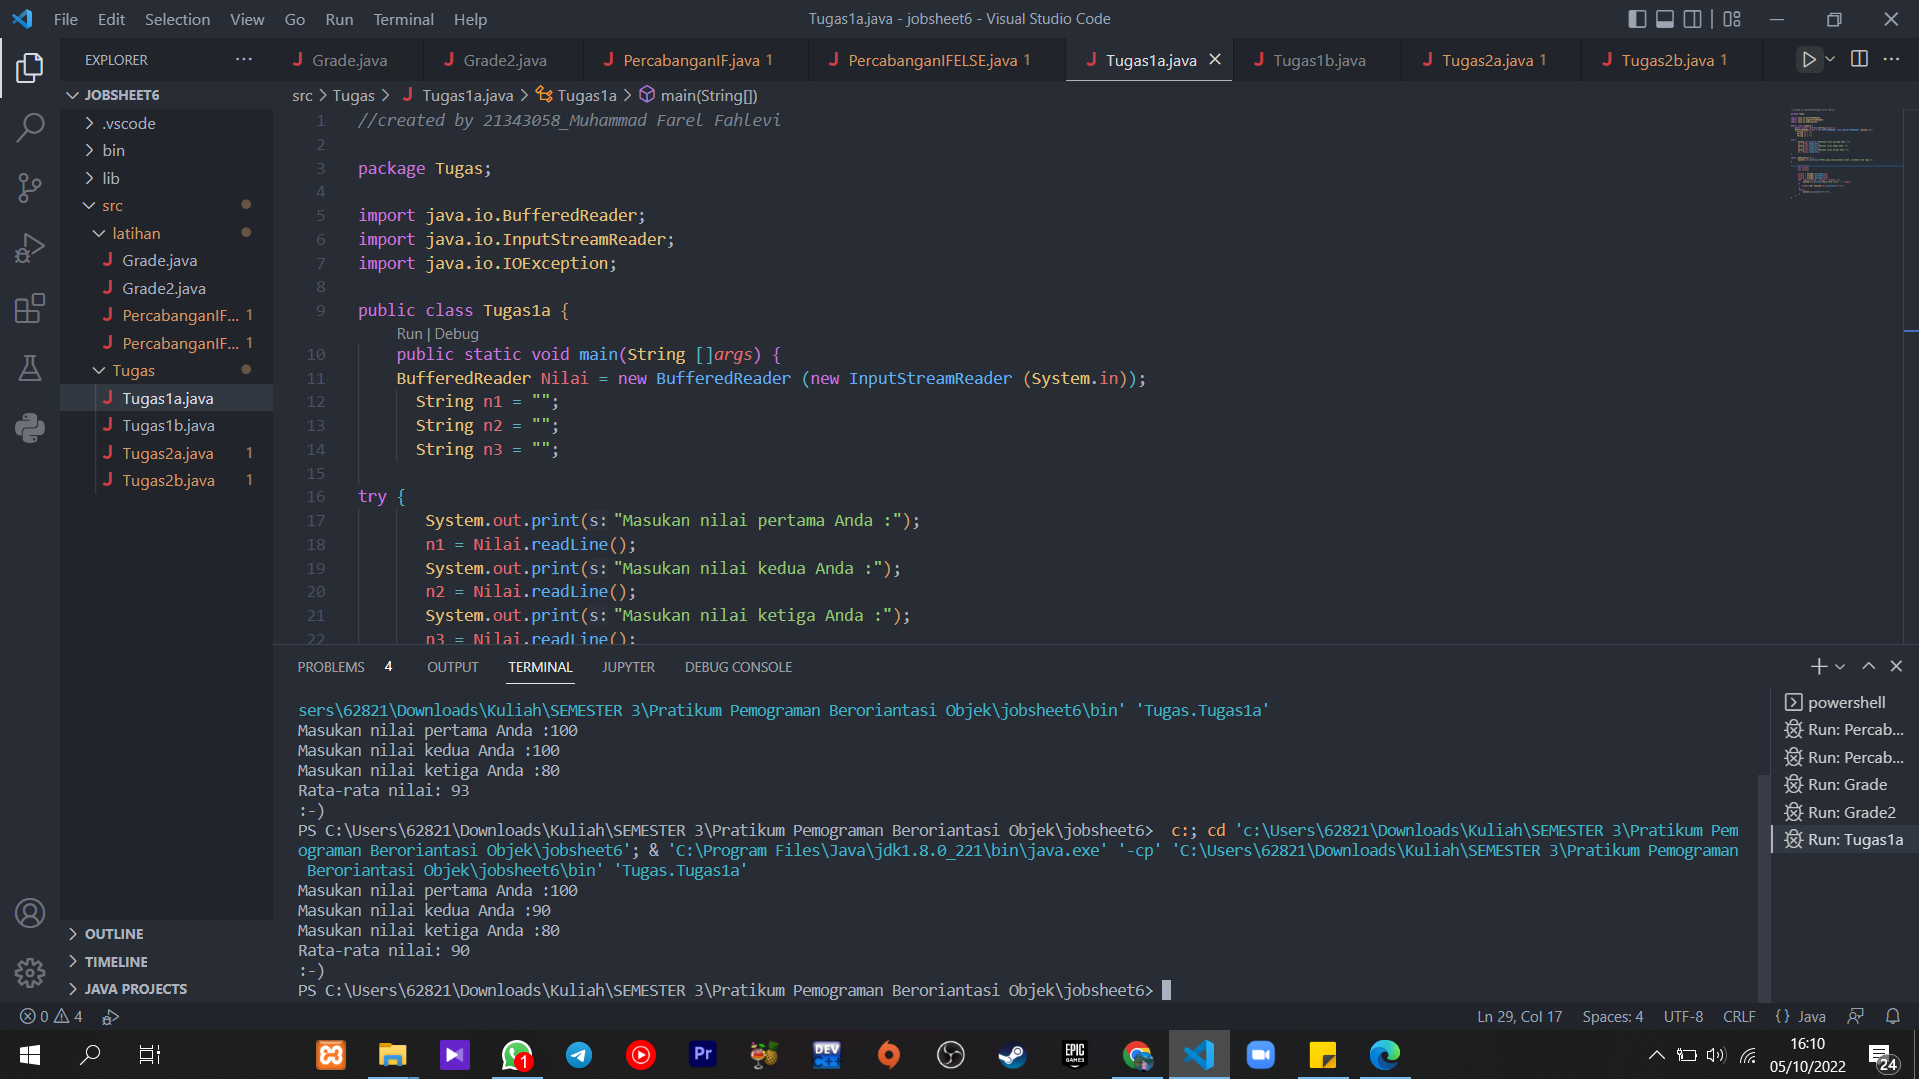 File Edit Selection View Go Run Terminal Help
Tugas1a.java - jobsheet6 - Visual Studio Code
EXPLORER
Grade.java
Grade2.java
PercabanganIF.java 1
PercabanganIFELSE.java 1
Tugas1a.java
Tugas1b.java
Tugas2a.java 1
Tugas2b.java 1
JOBSHEET6
.vscode
bin
lib
src
latihan
Grade.java
Grade2.java
PercabanganIF... 1
PercabanganIF... 1
Tugas
Tugas1a.java
Tugas1b.java
Tugas2a.java 1
Tugas2b.java 1
OUTLINE
TIMELINE
JAVA PROJECTS
src > Tugas > Tugas1a.java > Tugas1a > main(String[])
1 //created by 21343058_Muhammad Farel Fahlevi
2
3 package Tugas;
4
5 import java.io.BufferedReader;
6 import java.io.InputStreamReader;
7 import java.io.IOException;
8
9 public class Tugas1a {
Run | Debug
10 public static void main(String []args) {
11 BufferedReader Nilai = new BufferedReader (new InputStreamReader (System.in));
12 String n1 = "";
13 String n2 = "";
14 String n3 = "";
15
16 try {
17 System.out.print(s: "Masukan nilai pertama Anda :");
18 n1 = Nilai.readLine();
19 System.out.print(s: "Masukan nilai kedua Anda :");
20 n2 = Nilai.readLine();
21 System.out.print(s: "Masukan nilai ketiga Anda :");
22 n3 = Nilai.readLine();
PROBLEMS 4 OUTPUT TERMINAL JUPYTER DEBUG CONSOLE
sers\62821\Downloads\Kuliah\SEMESTER 3\Pratikum Pemograman Beroriantasi Objek\jobsheet6\bin' 'Tugas.Tugas1a'
Masukan nilai pertama Anda :100
Masukan nilai kedua Anda :100
Masukan nilai ketiga Anda :80
Rata-rata nilai: 93
:-)
PS C:\Users\62821\Downloads\Kuliah\SEMESTER 3\Pratikum Pemograman Beroriantasi Objek\jobsheet6> c:; cd 'c:\Users\62821\Downloads\Kuliah\SEMESTER 3\Pratikum Pem
ograman Beroriantasi Objek\jobsheet6'; & 'C:\Program Files\Java\jdk1.8.0_221\bin\java.exe' '-cp' 'C:\Users\62821\Downloads\Kuliah\SEMESTER 3\Pratikum Pemograman
Beroriantasi Objek\jobsheet6\bin' 'Tugas.Tugas1a'
Masukan nilai pertama Anda :100
Masukan nilai kedua Anda :90
Masukan nilai ketiga Anda :80
Rata-rata nilai: 90
:-)
PS C:\Users\62821\Downloads\Kuliah\SEMESTER 3\Pratikum Pemograman Beroriantasi Objek\jobsheet6>
powershell
Run: Percab...
Run: Percab...
Run: Grade
Run: Grade2
Run: Tugas1a
0 4
Ln 29, Col 17 Spaces: 4 UTF-8 CRLF {} Java
1
Pr
DEV C++
EPIC GAMES
16:10
05/10/2022
24